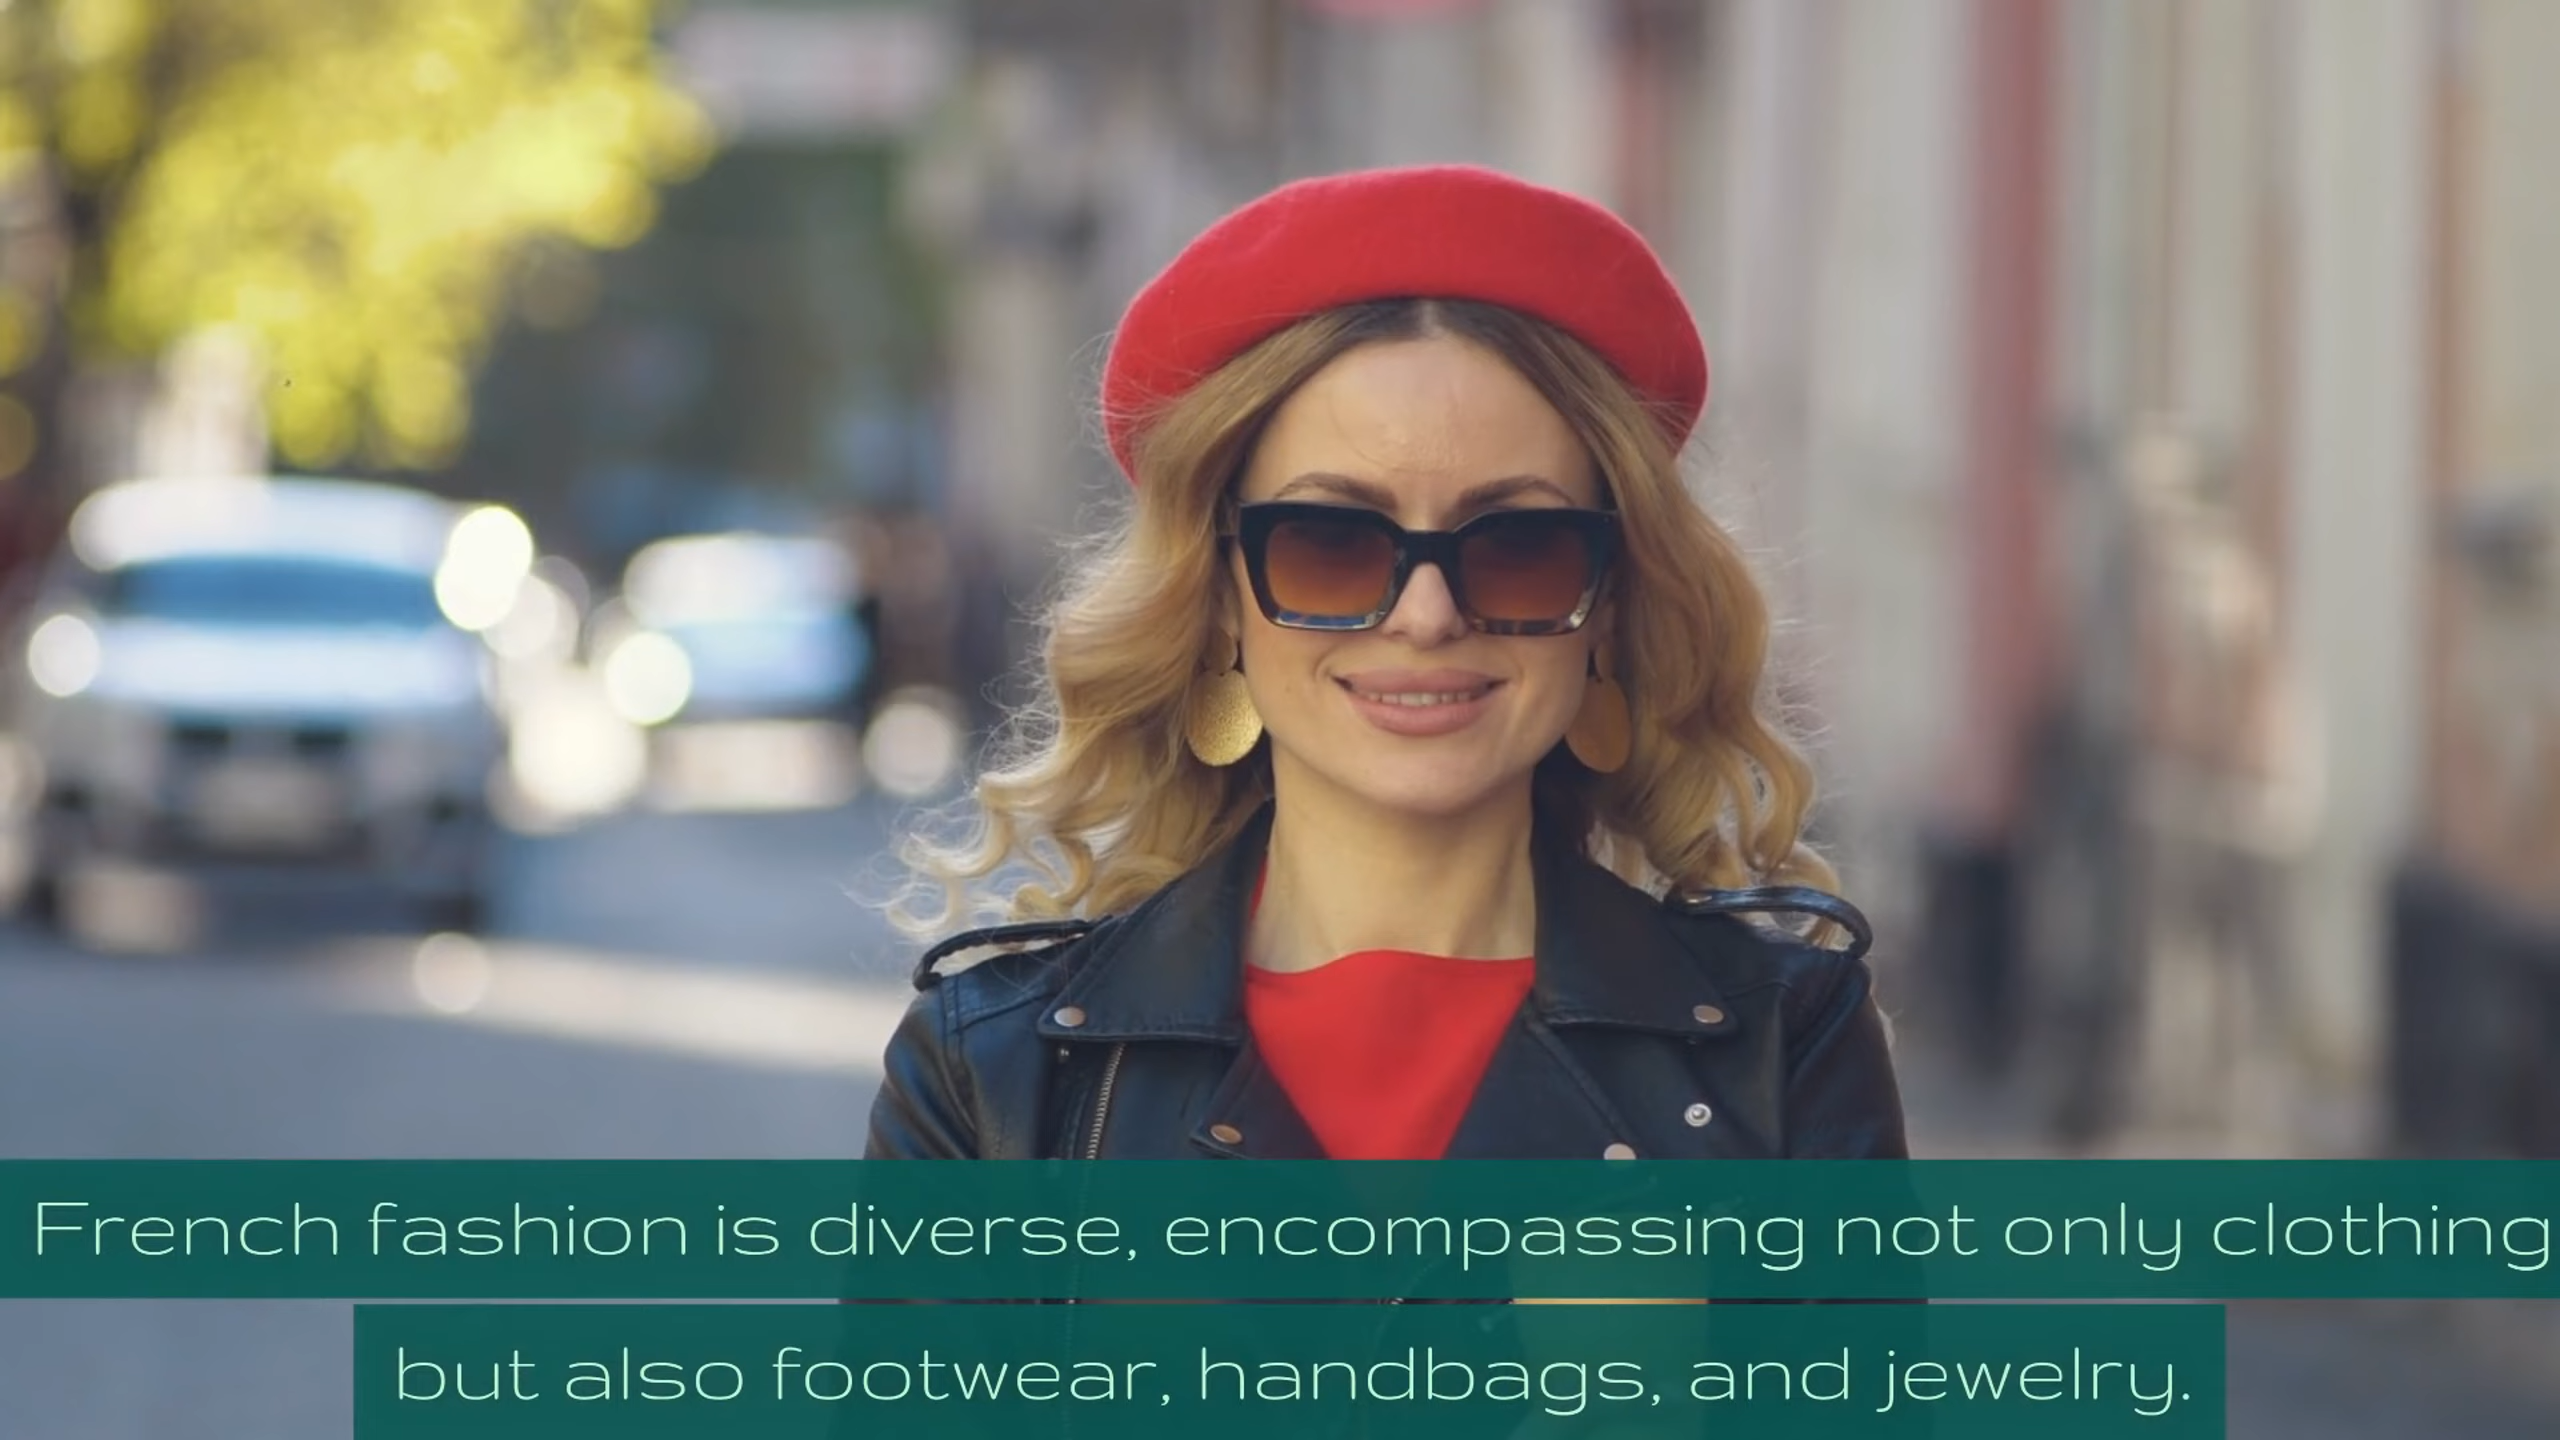 French fashion is diverse, encompassing not only clothing
but also footwear, handbags, and jewelry.